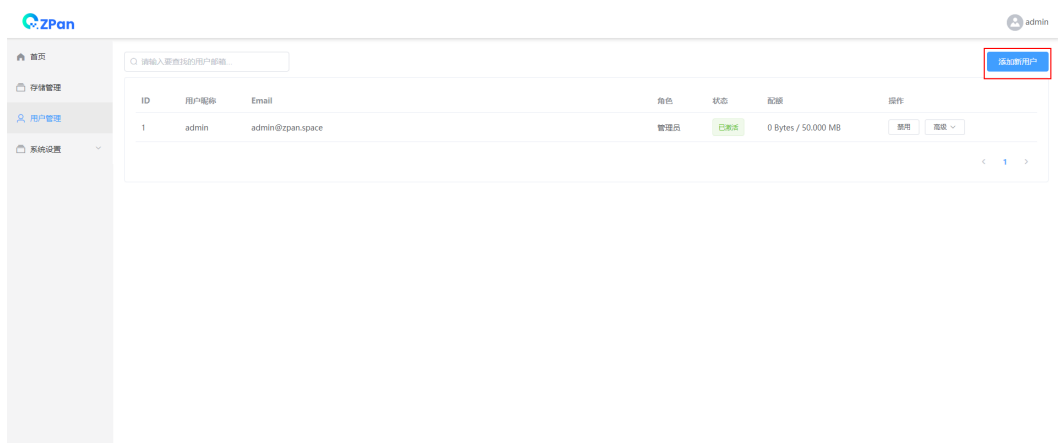 ZPan
admin
首页
存储管理
用户管理
系统设置
请输入要查找的用户邮箱...
添加新用户
ID 用户昵称 Email 角色 状态 配额 操作
1 admin admin@zpan.space 管理员 已激活 0 Bytes / 50.000 MB 禁用 高级
1